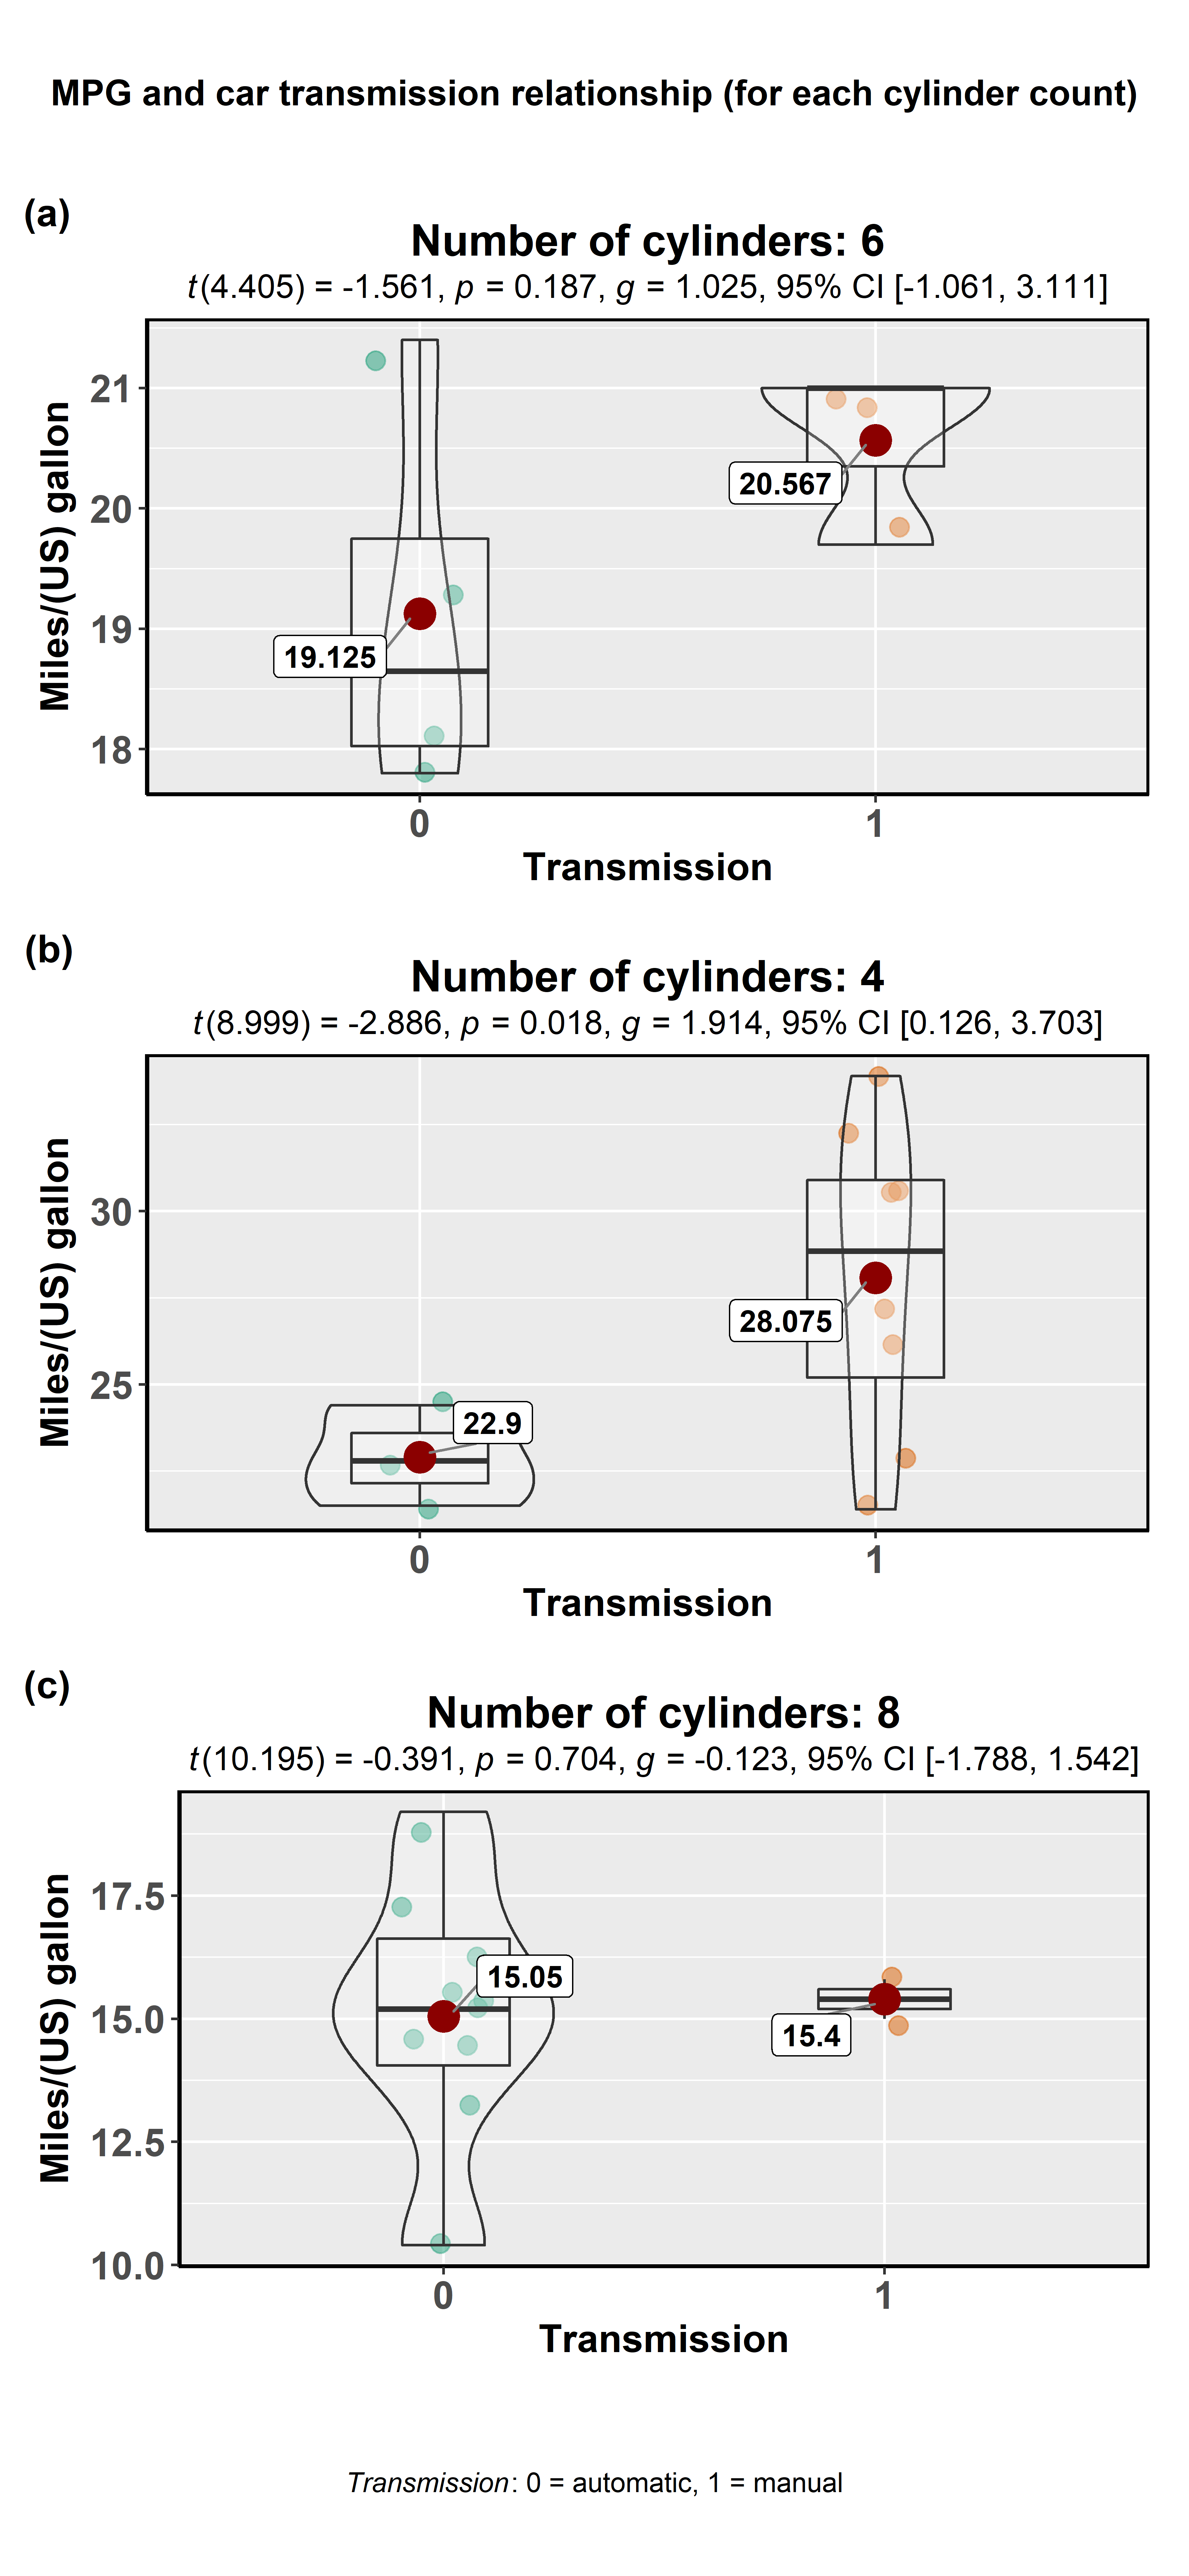 MPG and car transmission relationship (for each cylinder count)
(a)
Number of cylinders: 6
t(4.405) = -1.561, p = 0.187, g = 1.025, 95% CI [-1.061, 3.111]
Miles/(US) gallon
21
20
19
18
20.567
19.125
0 1
Transmission
(b)
Number of cylinders: 4
t(8.999) = -2.886, p = 0.018, g = 1.914, 95% CI [0.126, 3.703]
Miles/(US) gallon
30
25
28.075
22.9
0 1
Transmission
(c)
Number of cylinders: 8
t(10.195) = -0.391, p = 0.704, g = -0.123, 95% CI [-1.788, 1.542]
Miles/(US) gallon
17.5
15.0
12.5
10.0
15.05
15.4
0 1
Transmission
Transmission: 0 = automatic, 1 = manual